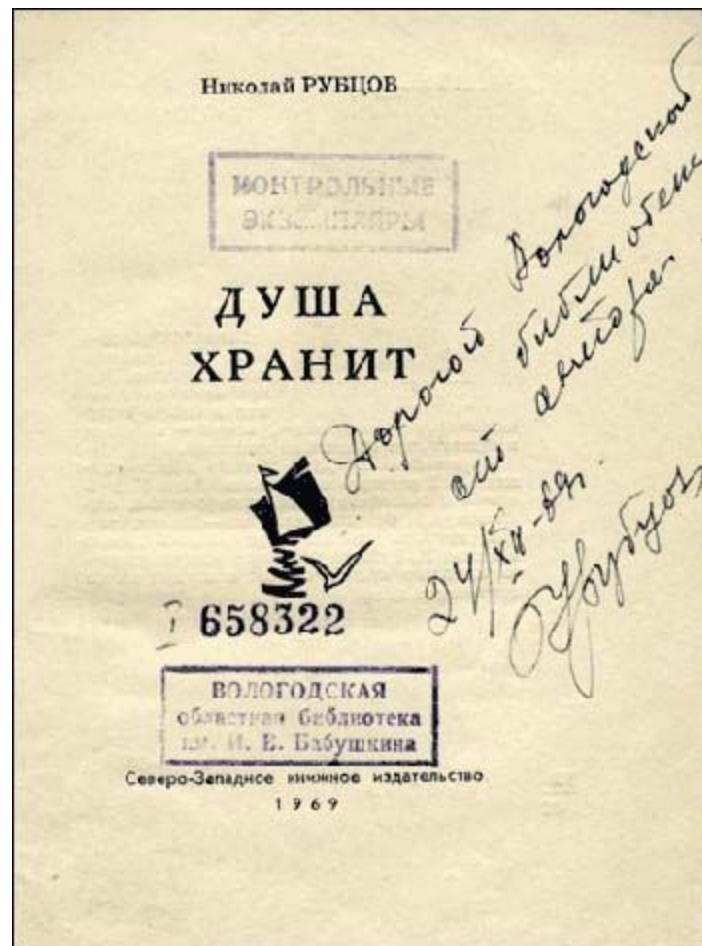 Николай РУБЦОВ
КОНТРОЛЬНЫЕ
ЭКЗЕМПЛЯРЫ
ДУША
ХРАНИТ
Дорогой Вологодской
библиотеке
от автора
24/XII-69г.
Н Рубцов
I 658322
ВОЛОГОДСКАЯ
областная библиотека
им. И. В. Бабушкина
Северо-Западное книжное издательство
1969